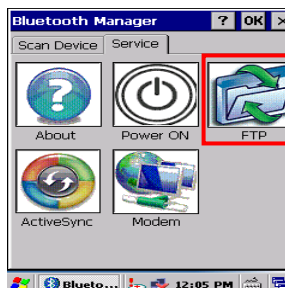 Bluetooth Manager ? OK ×
Scan Device Service
About Power ON FTP
ActiveSync Modem
Blueto... 12:05 PM